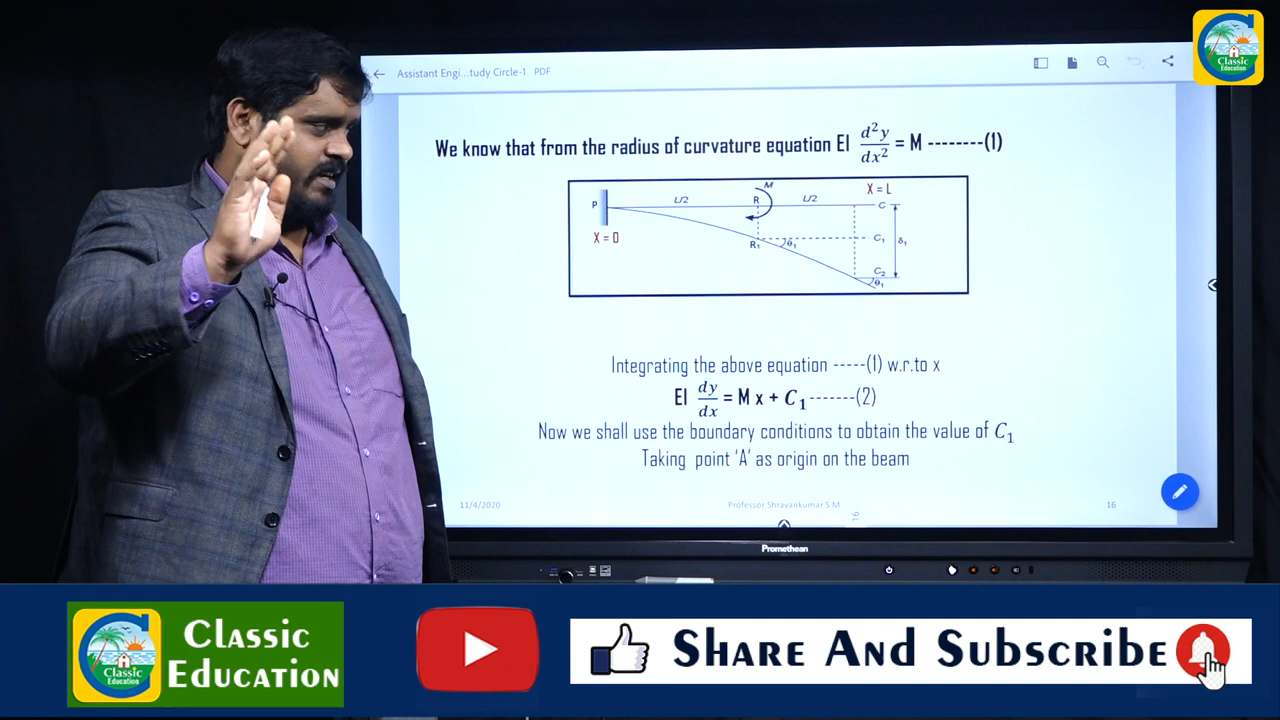 Classic
Education
← Assistant Engi...tudy Circle-1 PDF
We know that from the radius of curvature equation EI d²y/dx² = M --------(1)
M
X = L
P L/2 R L/2 C
X = 0
R₁ θ₁ C₁ δ₁
C₂
θ₁
Integrating the above equation -----(1) w.r.to x
EI dy/dx = M x + C₁-------(2)
Now we shall use the boundary conditions to obtain the value of C₁
Taking point ‘A’ as origin on the beam
11/4/2020 Professor Shravankumar S M 16
16
Promethean
Classic
Education
CLASSIC
EDUCATION
SHARE AND SUBSCRIBE